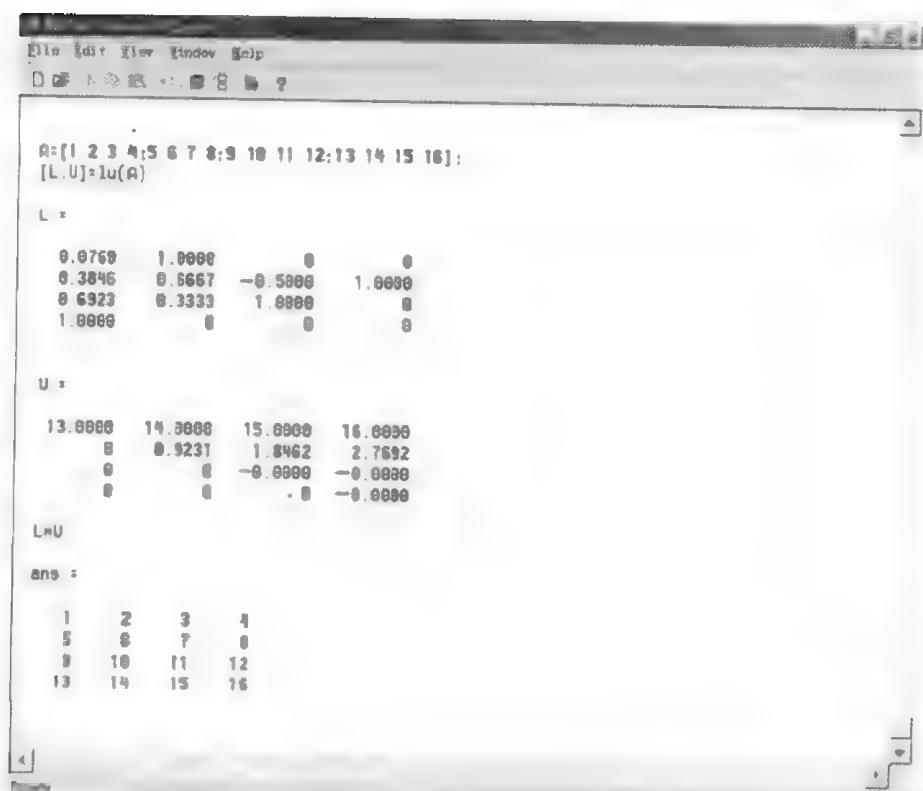 File Edit View Window Help
A=[1 2 3 4;5 6 7 8;9 10 11 12;13 14 15 16];
[L,U]=lu(A)
L =
0.0769 1.0000 0 0
0.3846 0.6667 -0.5000 1.0000
0.6923 0.3333 1.0000 0
1.0000 0 0 0
U =
13.0000 14.0000 15.0000 16.0000
0 0.9231 1.8462 2.7692
0 0 -0.0000 -0.0000
0 0 0 -0.0000
L*U
ans =
1 2 3 4
5 6 7 8
9 10 11 12
13 14 15 16